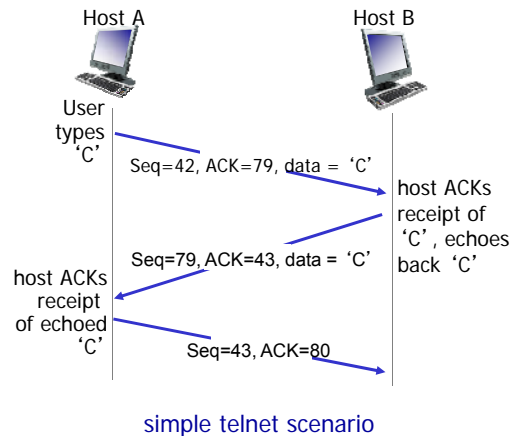 Host A
Host B
User
types
‘C’
Seq=42, ACK=79, data = ‘C’
host ACKs
receipt of
‘C’, echoes
back ‘C’
Seq=79, ACK=43, data = ‘C’
host ACKs
receipt
of echoed
‘C’
Seq=43, ACK=80
simple telnet scenario